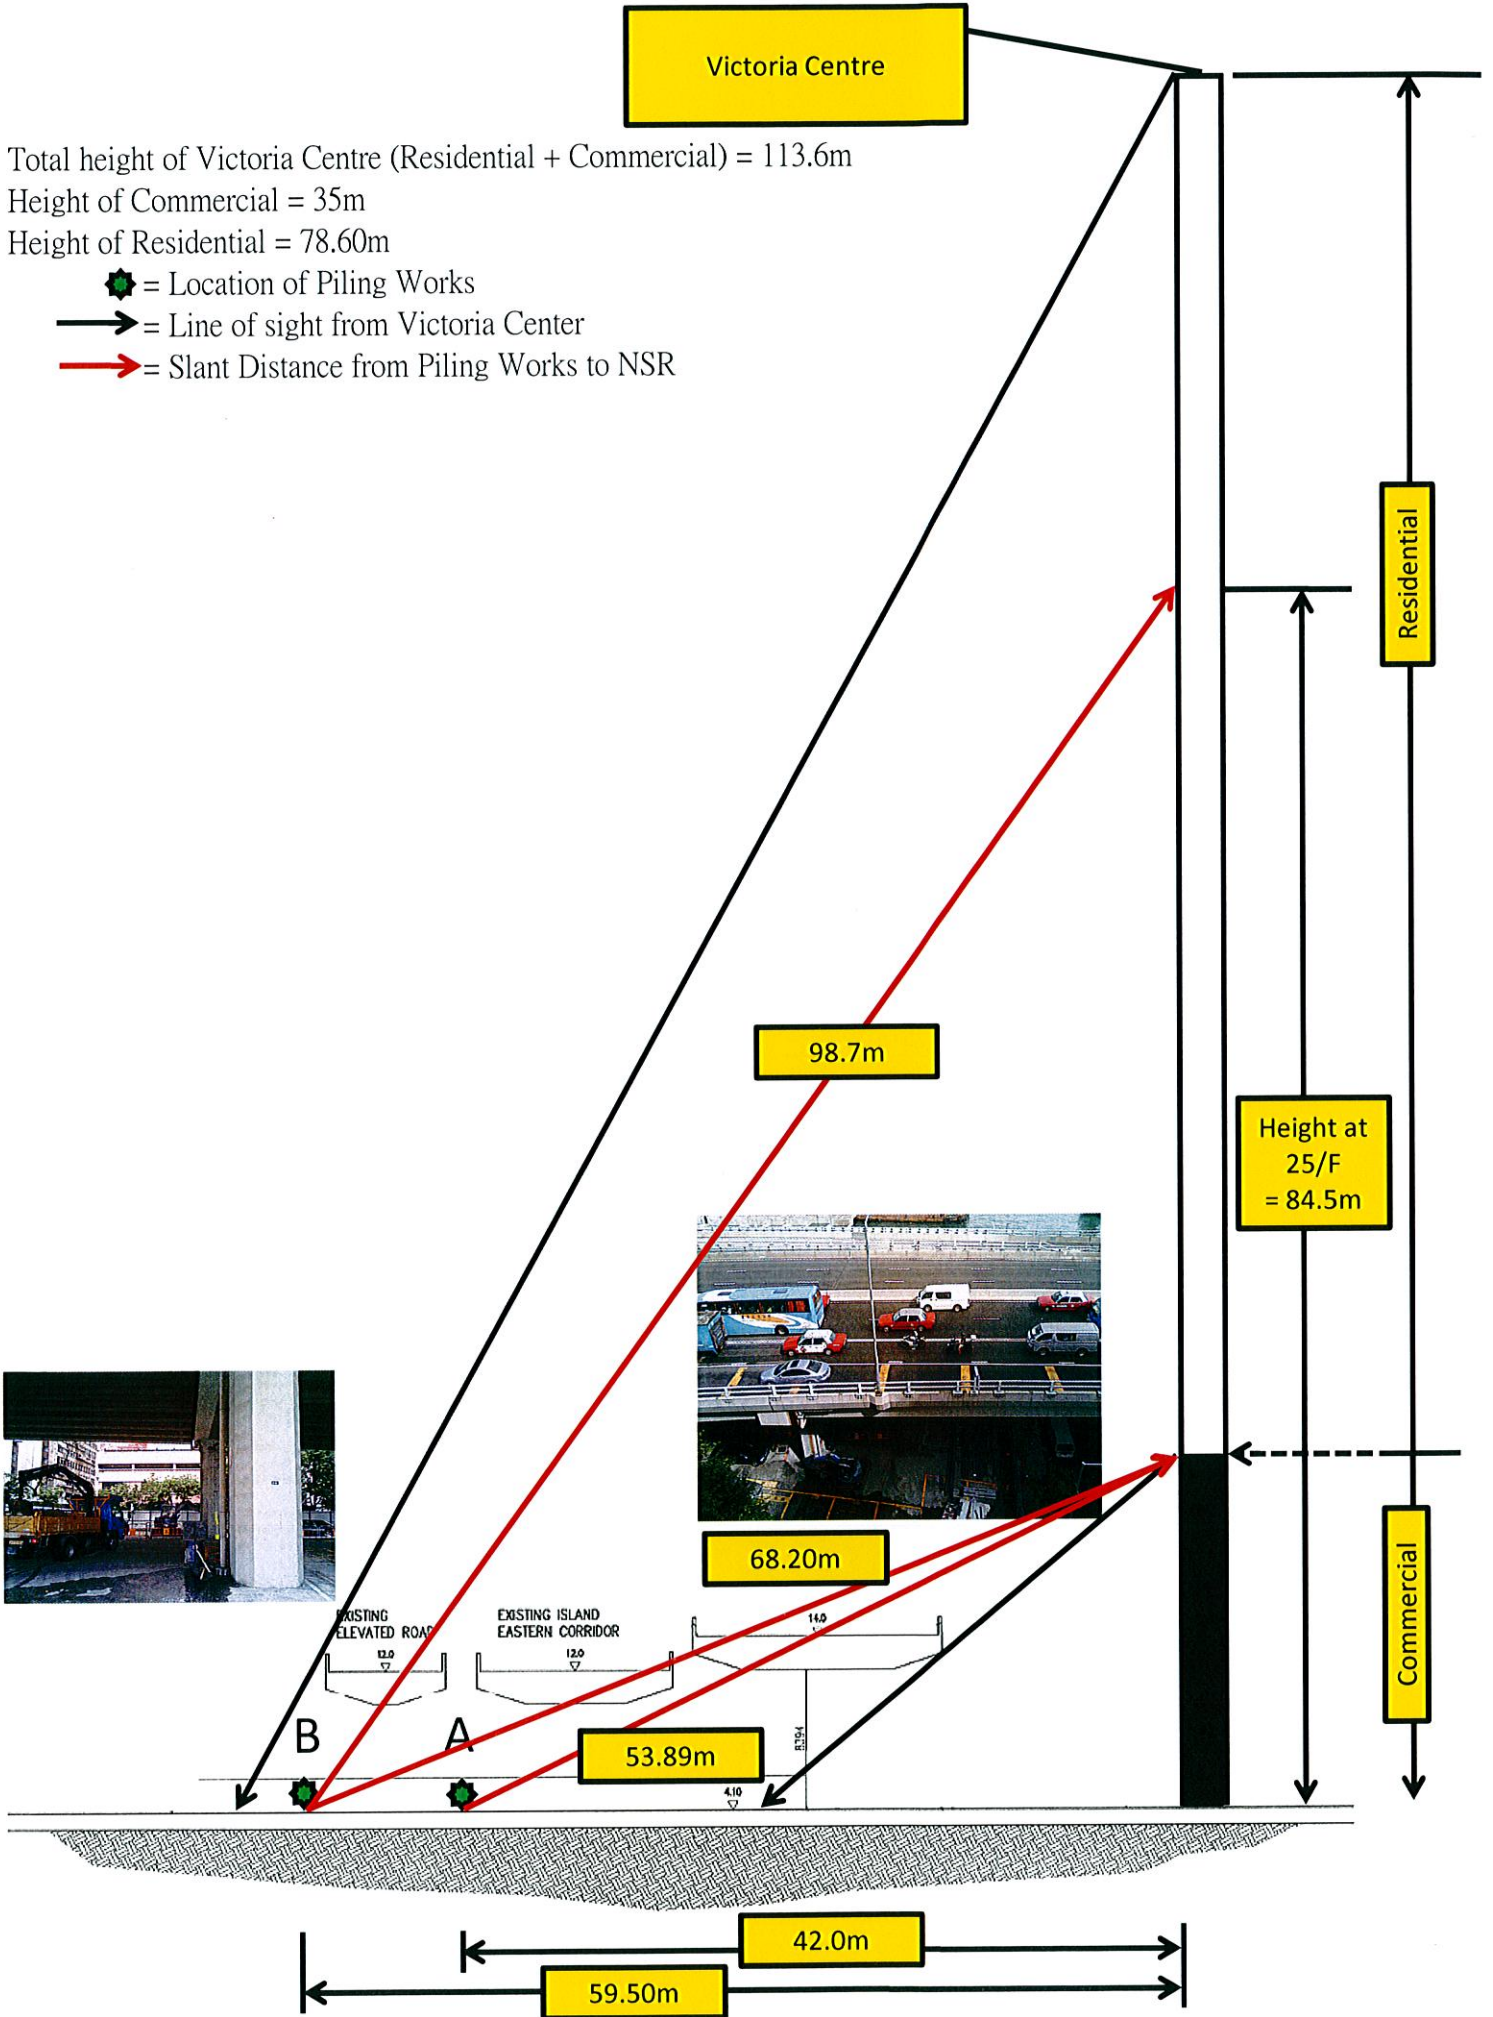 Victoria Centre
Total height of Victoria Centre (Residential + Commercial) = 113.6m
Height of Commercial = 35m
Height of Residential = 78.60m
= Location of Piling Works
= Line of sight from Victoria Center
= Slant Distance from Piling Works to NSR
Residential
98.7m
Height at
25/F
= 84.5m
68.20m
Commercial
EXISTING
ELEVATED ROAD
EXISTING ISLAND
EASTERN CORRIDOR
14.0
12.0
12.0
B
A
53.89m
4.10
42.0m
59.50m